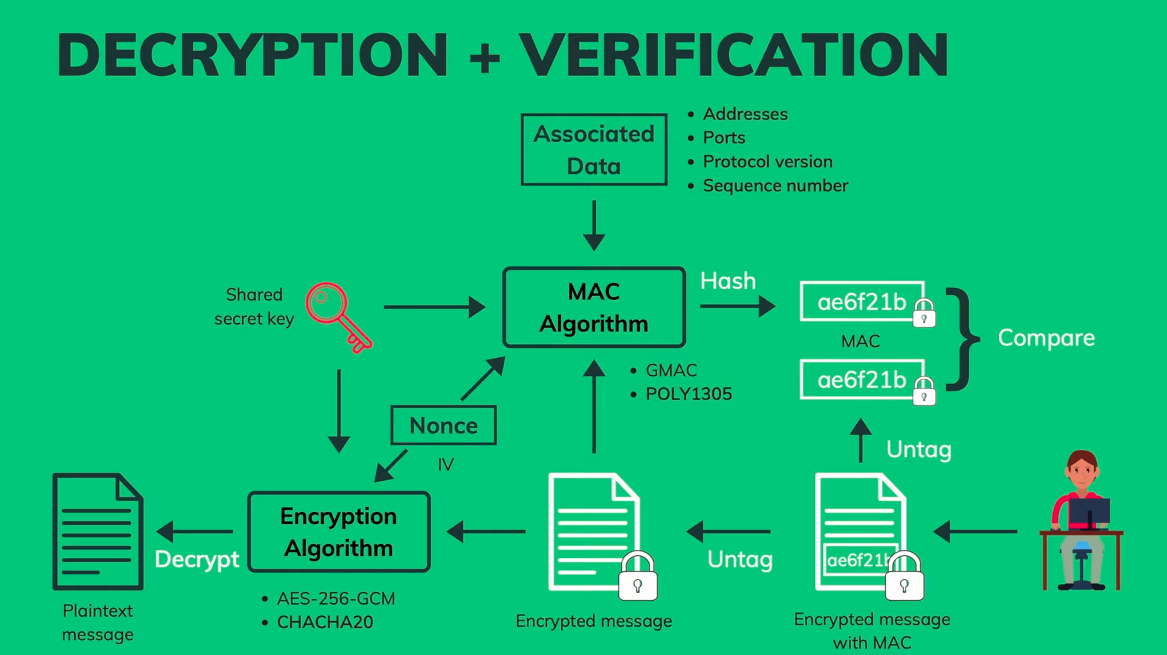 DECRYPTION + VERIFICATION
Associated
Data
• Addresses
• Ports
• Protocol version
• Sequence number
Shared
secret key
MAC
Algorithm
Hash
ae6f21b
MAC
ae6f21b
Compare
• GMAC
• POLY1305
Nonce
IV
Untag
Encryption
Algorithm
Decrypt
Untag
ae6f21b
• AES-256-GCM
• CHACHA20
Plaintext
message
Encrypted message
Encrypted message
with MAC